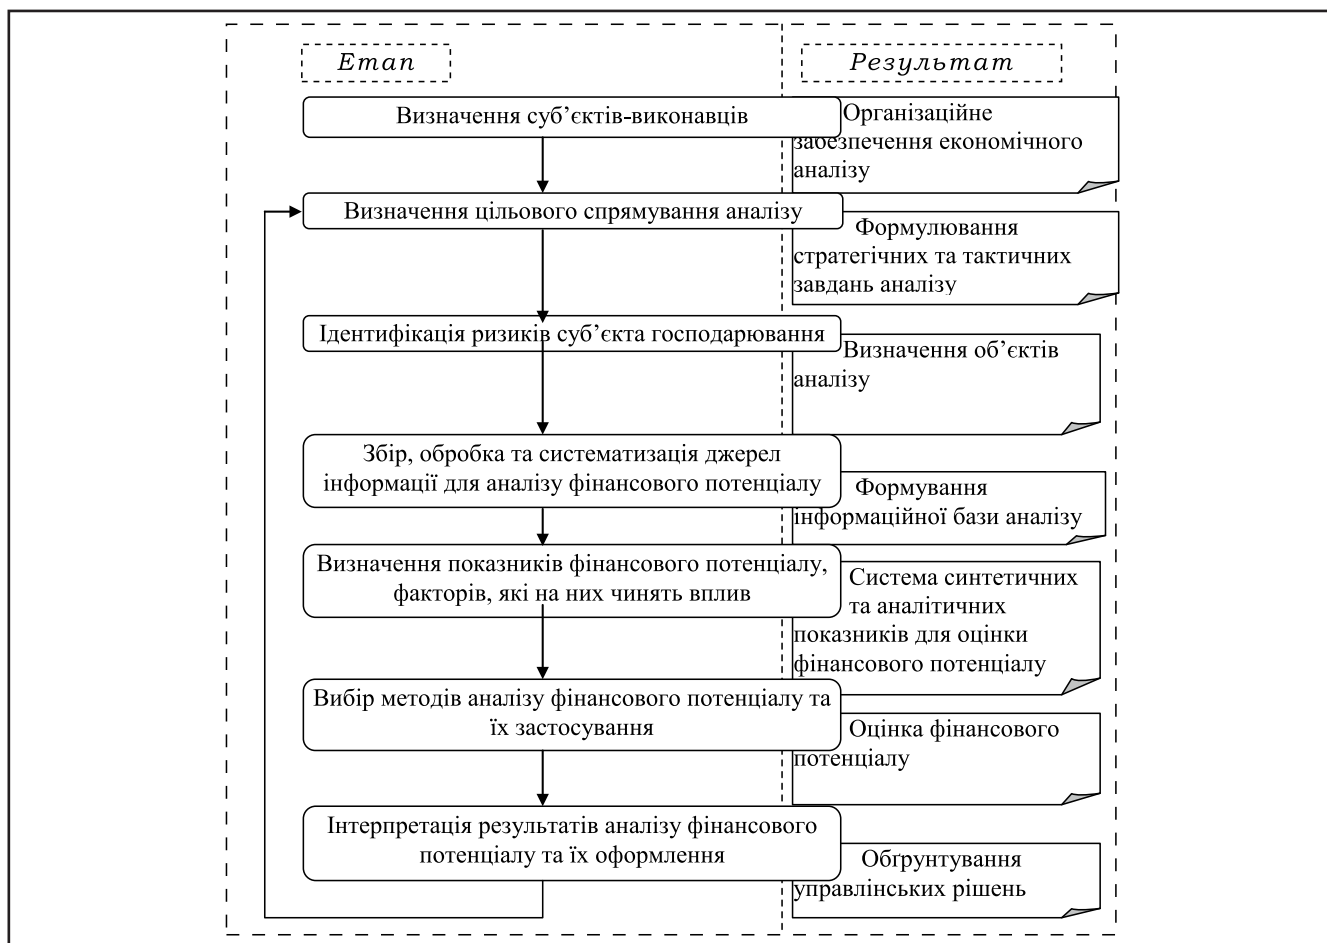 Етап
Результат
Визначення суб’єктів-виконавців
Організаційне
забезпечення економічного
аналізу
Визначення цільового спрямування аналізу
Формулювання
стратегічних та тактичних
завдань аналізу
Ідентифікація ризиків суб’єкта господарювання
Визначення об’єктів
аналізу
Збір, обробка та систематизація джерел
інформації для аналізу фінансового потенціалу
Формування
інформаційної бази аналізу
Визначення показників фінансового потенціалу,
факторів, які на них чинять вплив
Система синтетичних
та аналітичних
показників для оцінки
фінансового потенціалу
Вибір методів аналізу фінансового потенціалу та
їх застосування
Оцінка фінансового
потенціалу
Інтерпретація результатів аналізу фінансового
потенціалу та їх оформлення
Обґрунтування
управлінських рішень